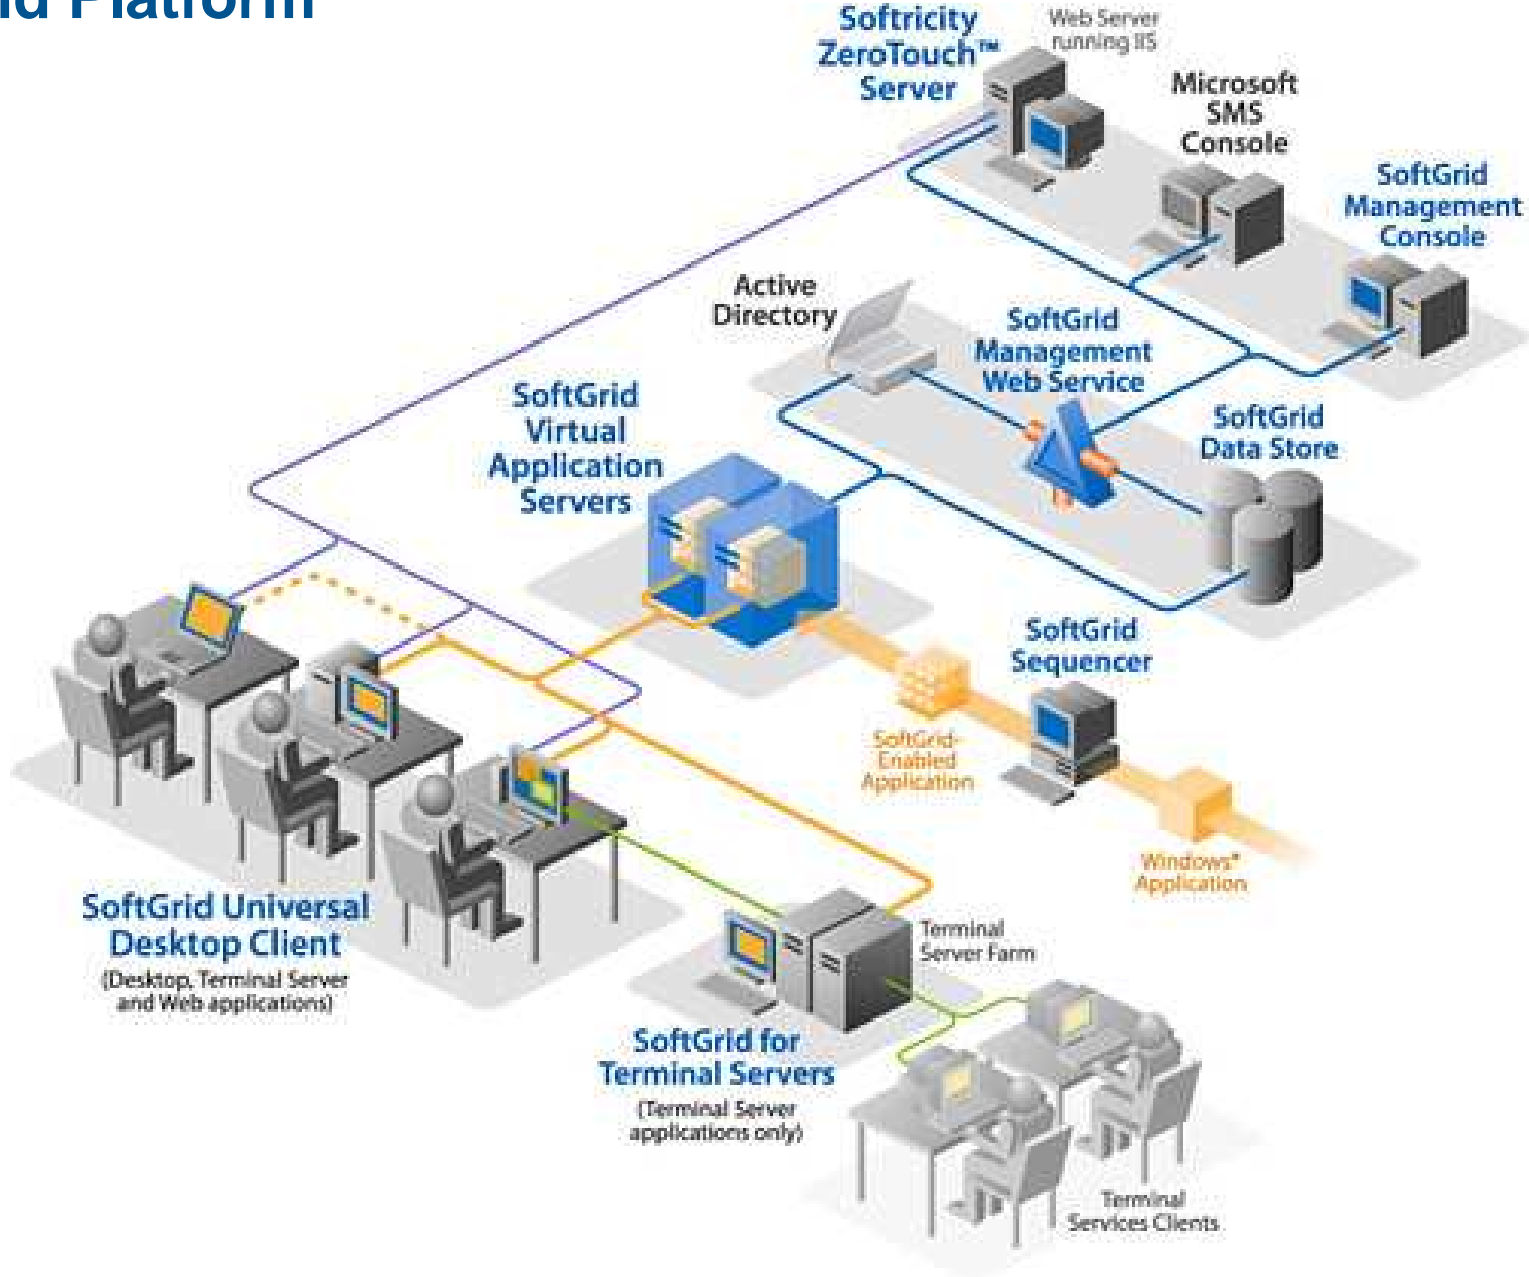 Platform
Softricity
ZeroTouch™
Server
Web Server
running IIS
Microsoft
SMS
Console
SoftGrid
Management
Console
Active
Directory
SoftGrid
Management
Web Service
SoftGrid
Data Store
SoftGrid
Virtual
Application
Servers
SoftGrid
Sequencer
SoftGrid-
Enabled
Application
Windows®
Application
SoftGrid Universal
Desktop Client
(Desktop, Terminal Server
and Web applications)
Terminal
Server Farm
SoftGrid for
Terminal Servers
(Terminal Server
applications only)
Terminal
Services Clients